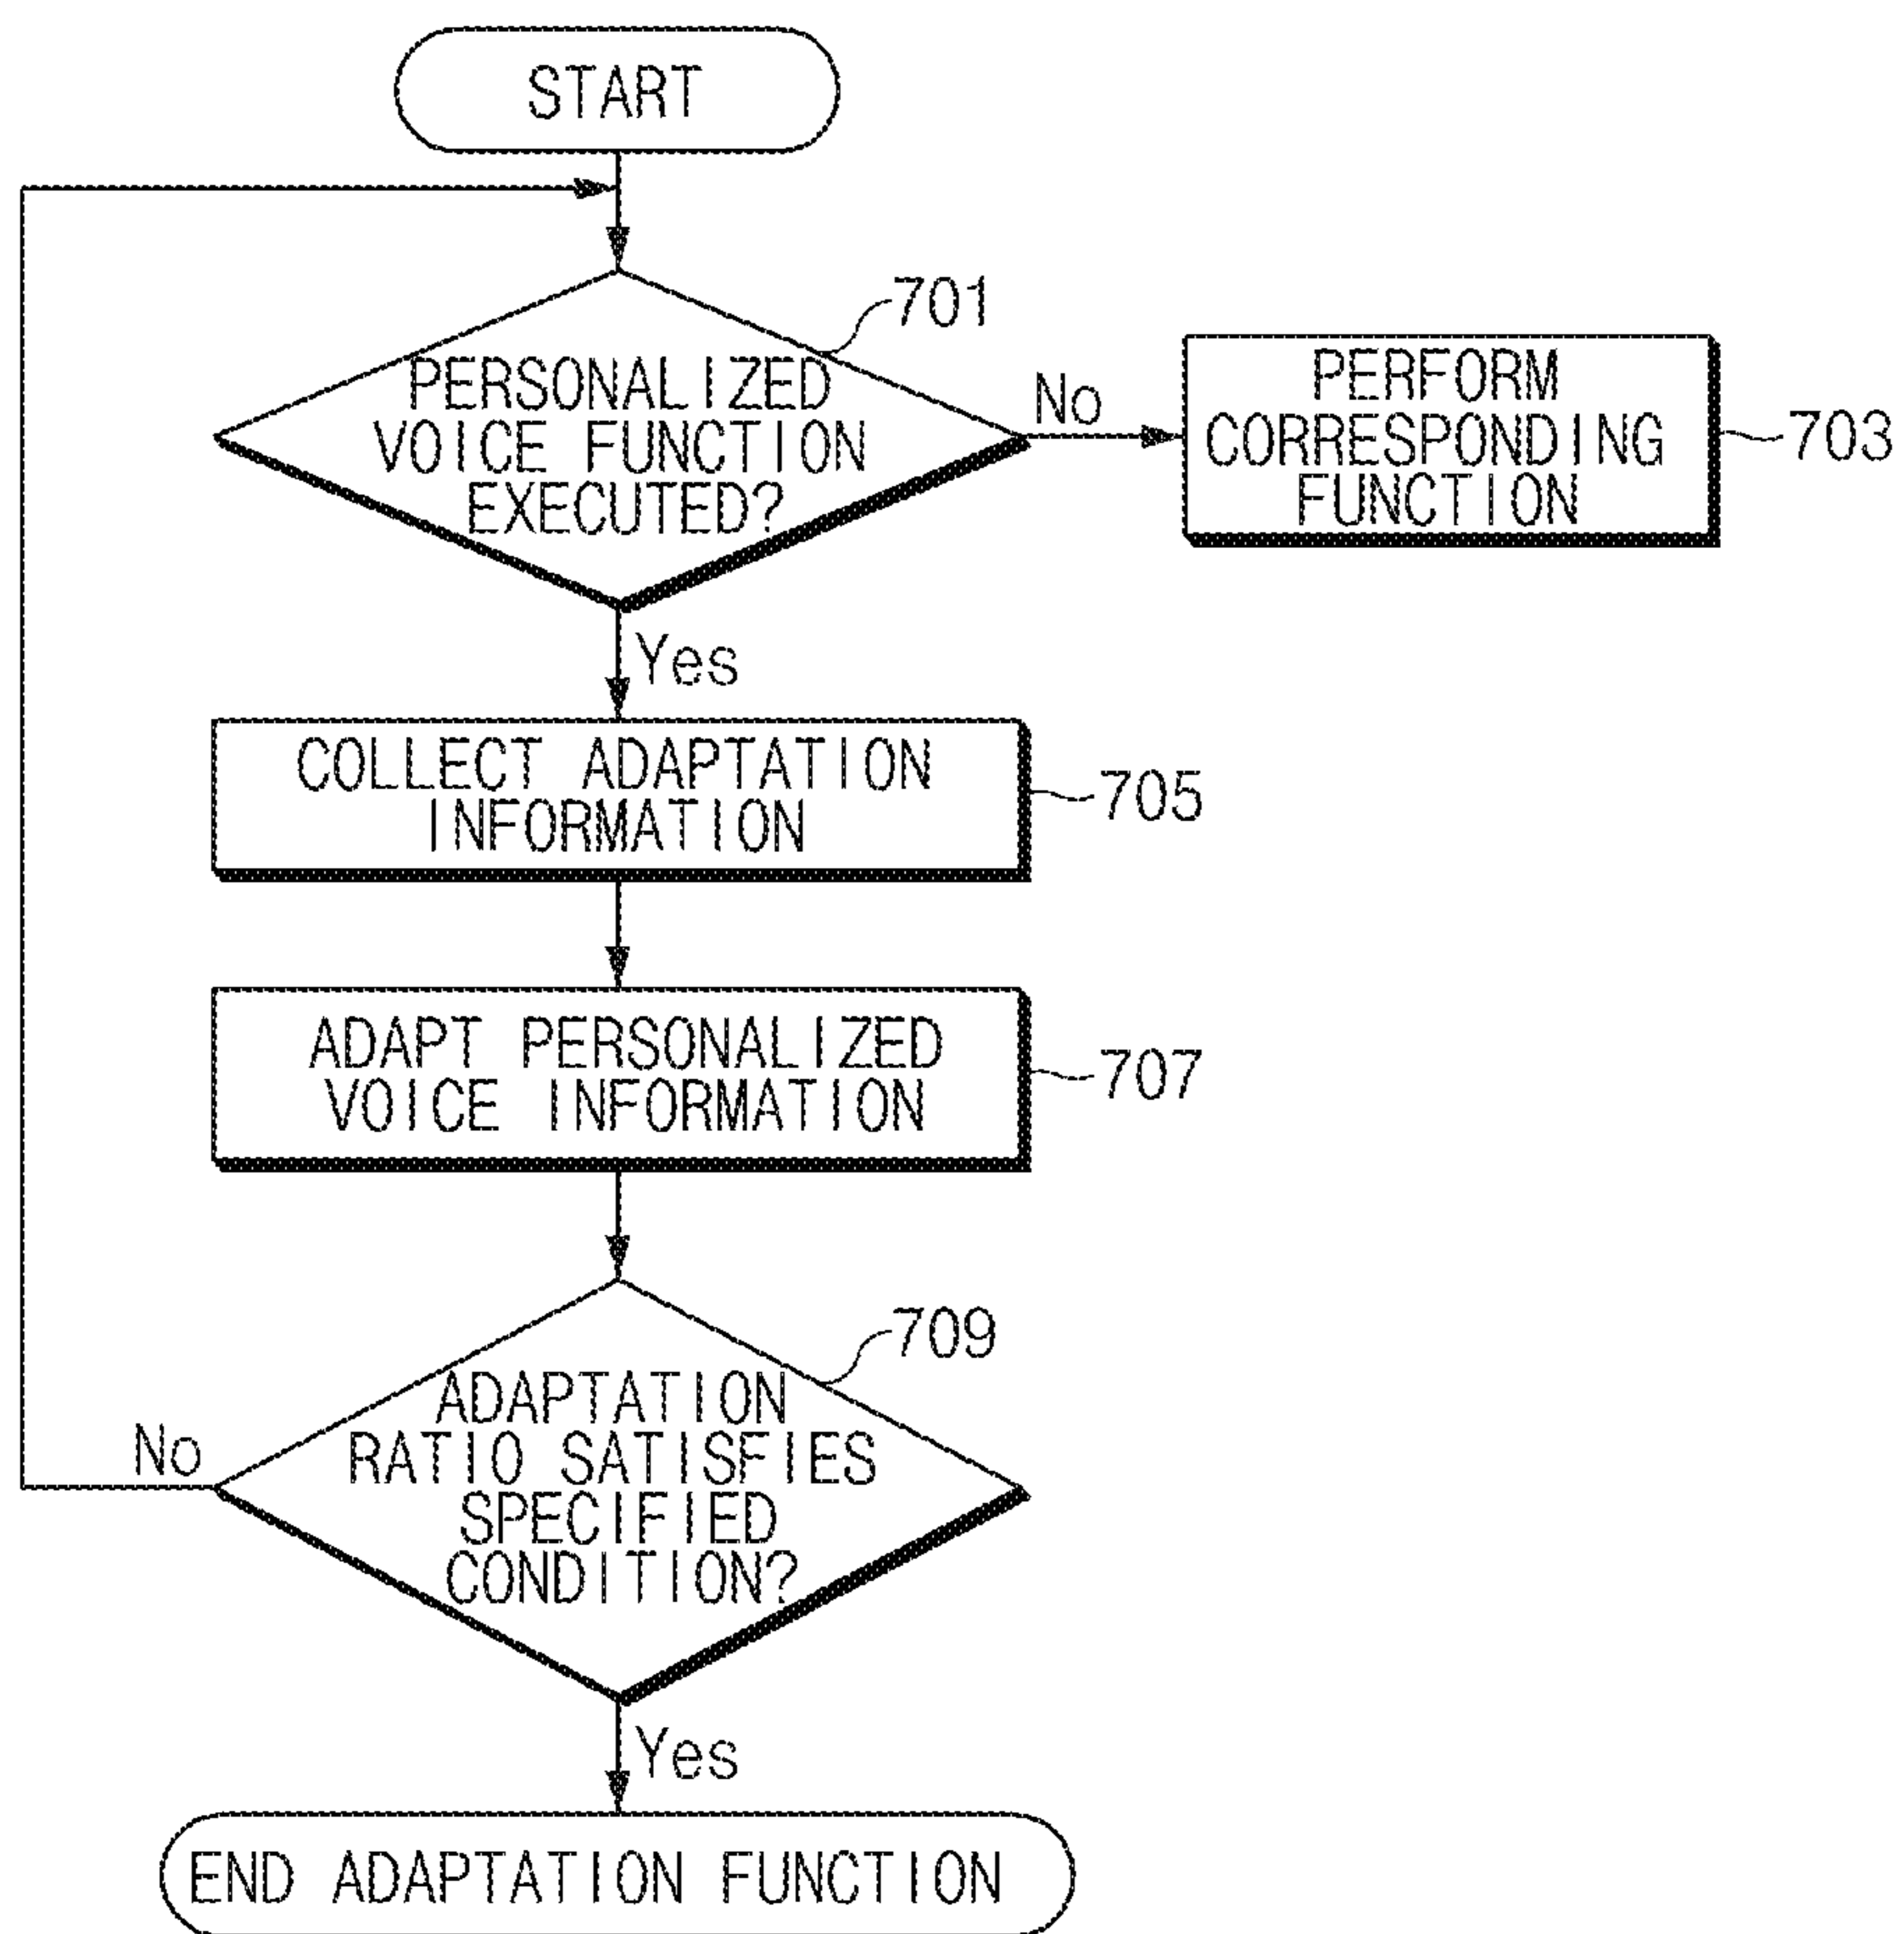 START
701
PERSONALIZED
VOICE FUNCTION
EXECUTED?
No
PERFORM
CORRESPONDING
FUNCTION
703
Yes
COLLECT ADAPTATION
INFORMATION
705
ADAPT PERSONALIZED
VOICE INFORMATION
707
709
ADAPTATION
RATIO SATISFIES
SPECIFIED
CONDITION?
No
Yes
END ADAPTATION FUNCTION